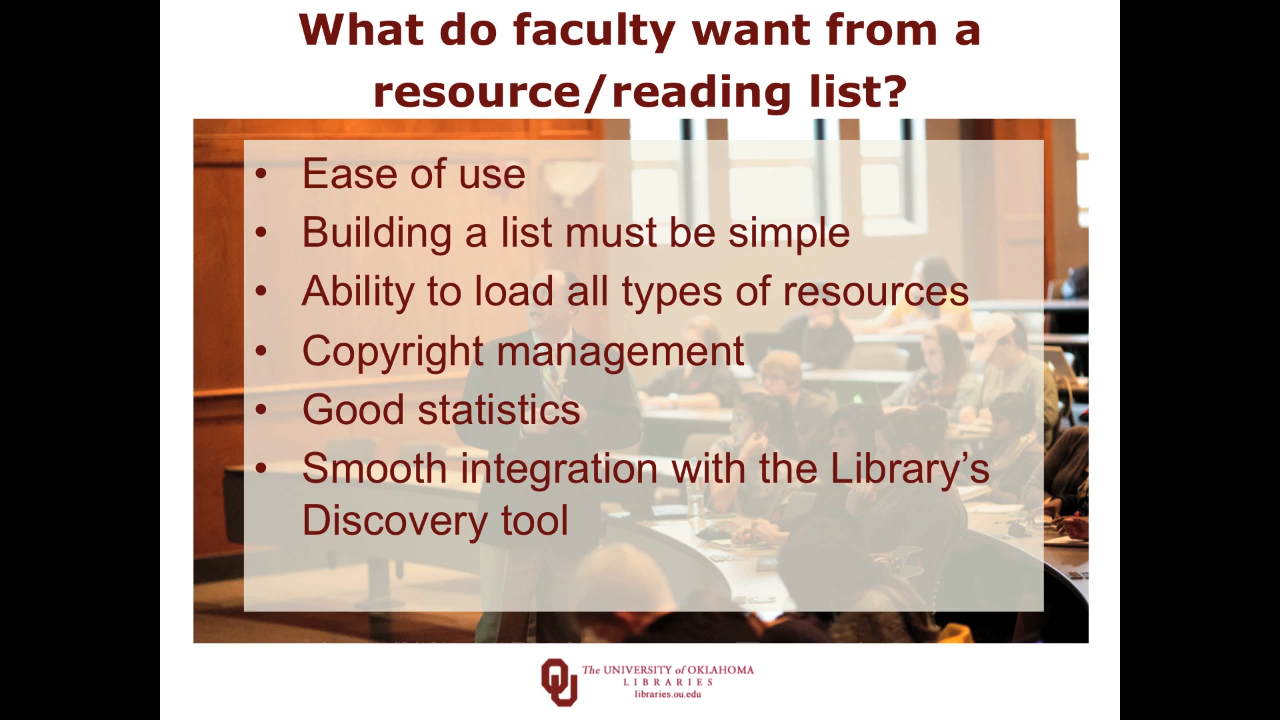 What do faculty want from a
resource/reading list?
• Ease of use
• Building a list must be simple
• Ability to load all types of resources
• Copyright management
• Good statistics
• Smooth integration with the Library’s
Discovery tool
The UNIVERSITY of OKLAHOMA
LIBRARIES
libraries.ou.edu